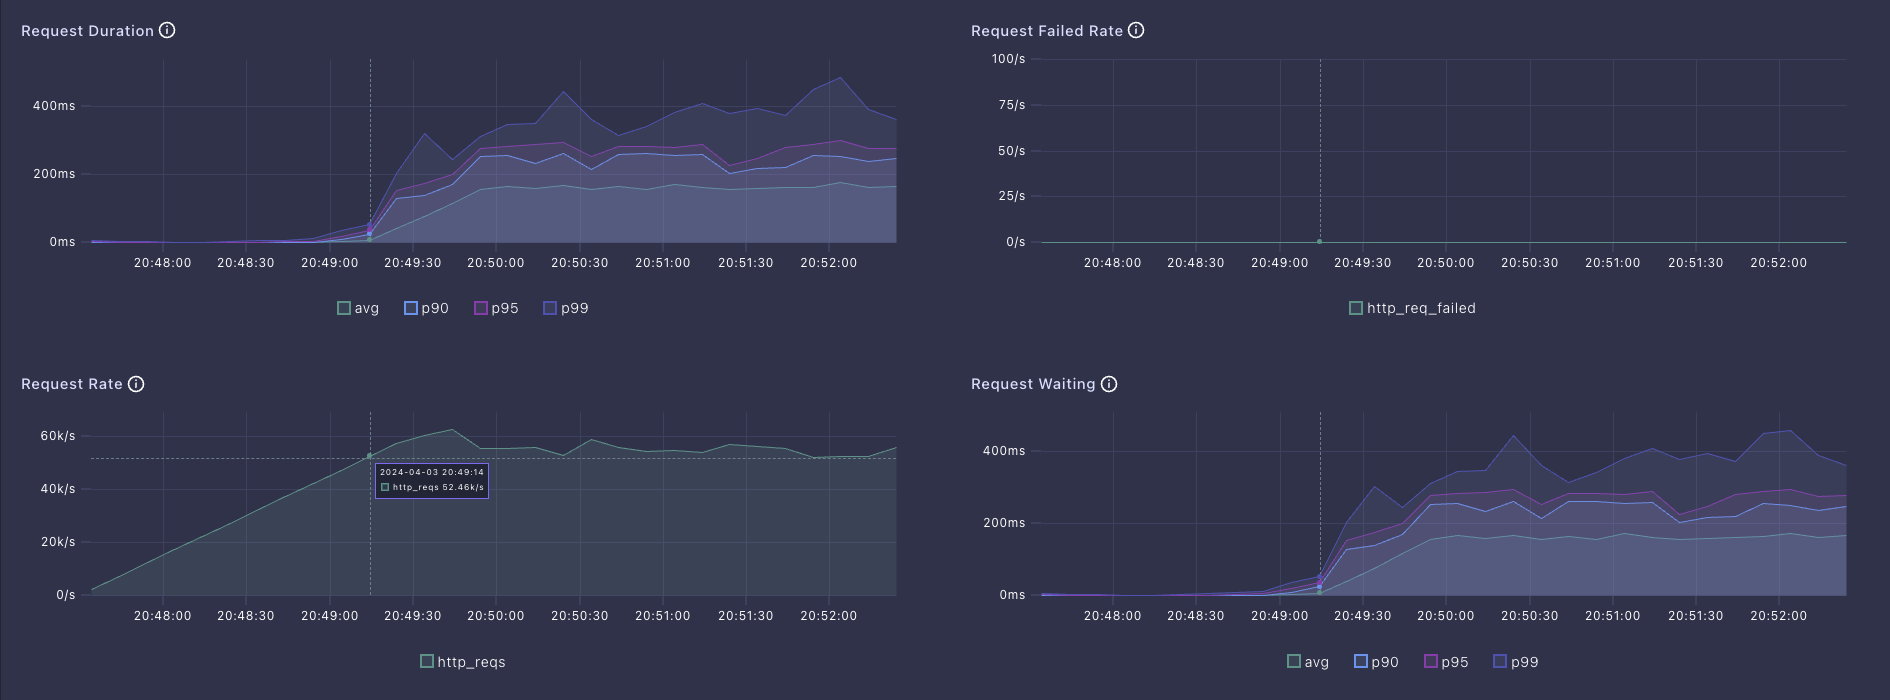 Request Duration
400ms
200ms
0ms
20:48:00 20:48:30 20:49:00 20:49:30 20:50:00 20:50:30 20:51:00 20:51:30 20:52:00
avg p90 p95 p99
Request Failed Rate
100/s
75/s
50/s
25/s
0/s
20:48:00 20:48:30 20:49:00 20:49:30 20:50:00 20:50:30 20:51:00 20:51:30 20:52:00
http_req_failed
Request Rate
60k/s
40k/s
20k/s
0/s
2024-04-03 20:49:14
http_reqs 52.46k/s
20:48:00 20:48:30 20:49:00 20:49:30 20:50:00 20:50:30 20:51:00 20:51:30 20:52:00
http_reqs
Request Waiting
400ms
200ms
0ms
20:48:00 20:48:30 20:49:00 20:49:30 20:50:00 20:50:30 20:51:00 20:51:30 20:52:00
avg p90 p95 p99